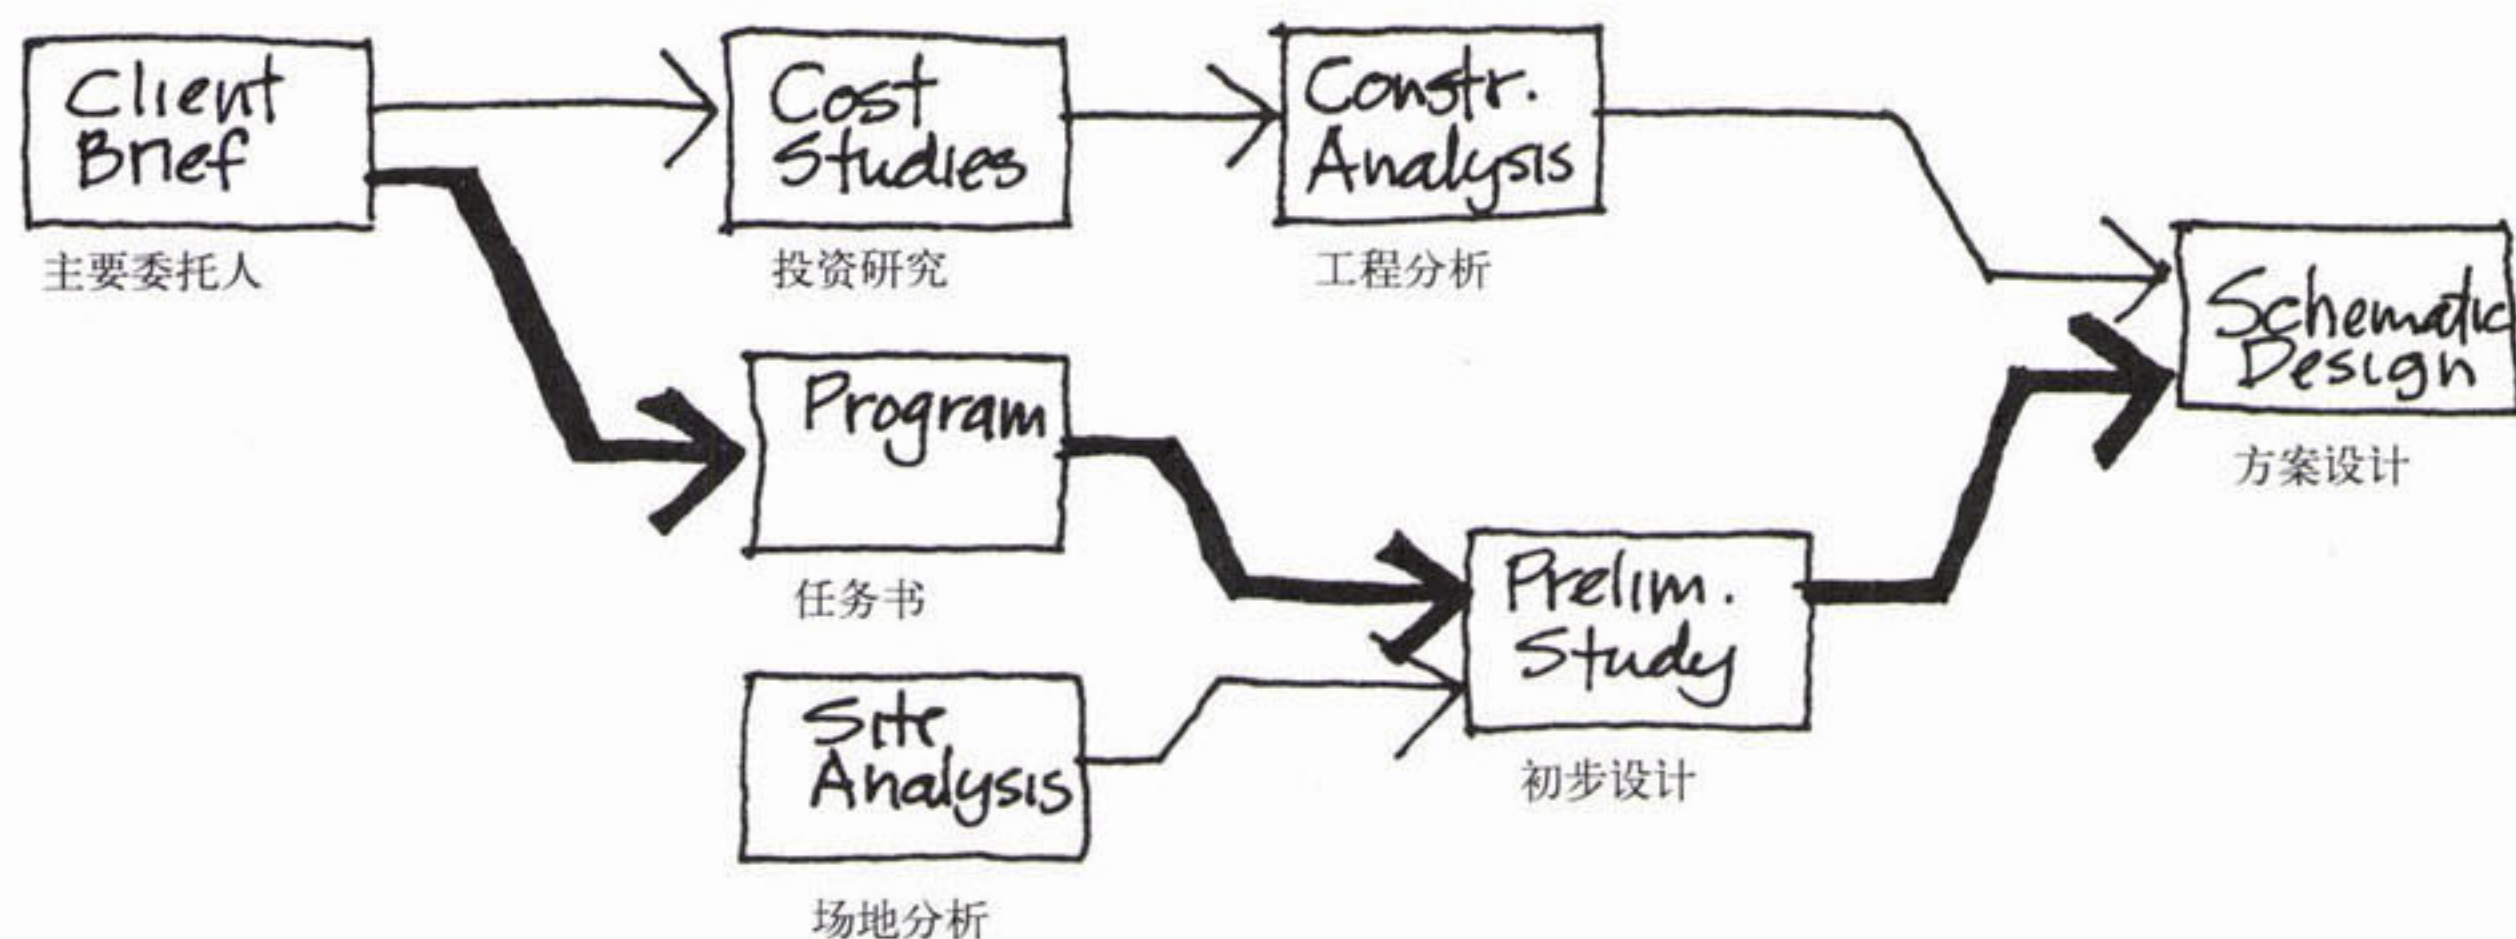 Client
Brief
主要委托人
Cost
Studies
投资研究
Constr.
Analysis
工程分析
Schematic
Design
方案设计
Program
任务书
Prelim.
Study
初步设计
Site
Analysis
场地分析